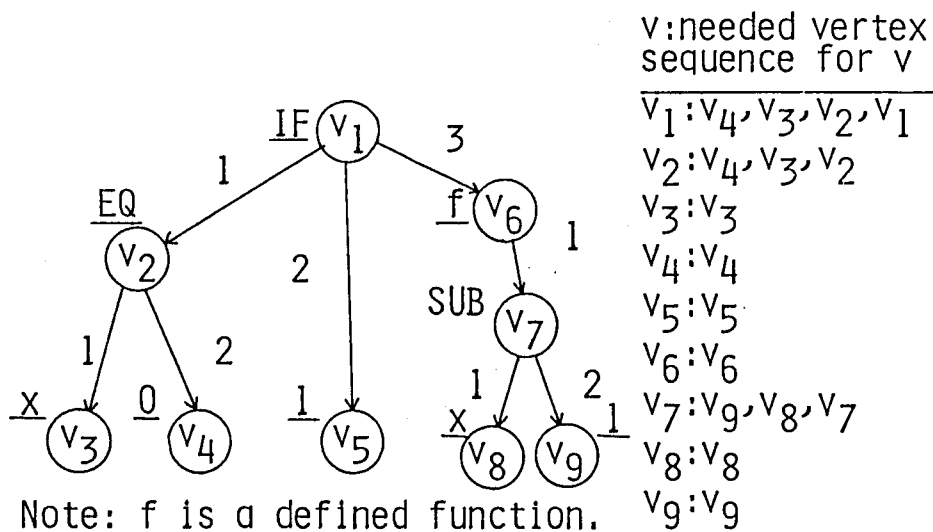 v:needed vertex
sequence for v
v1:v4,v3,v2,v1
v2:v4,v3,v2
v3:v3
v4:v4
v5:v5
v6:v6
v7:v9,v8,v7
v8:v8
v9:v9
IF v1
1 3
EQ f v6
v2 2 1
SUB v7
1 2 1 2
x v3 0 v4 1 v5 x v8 v9 1
Note: f is a defined function.